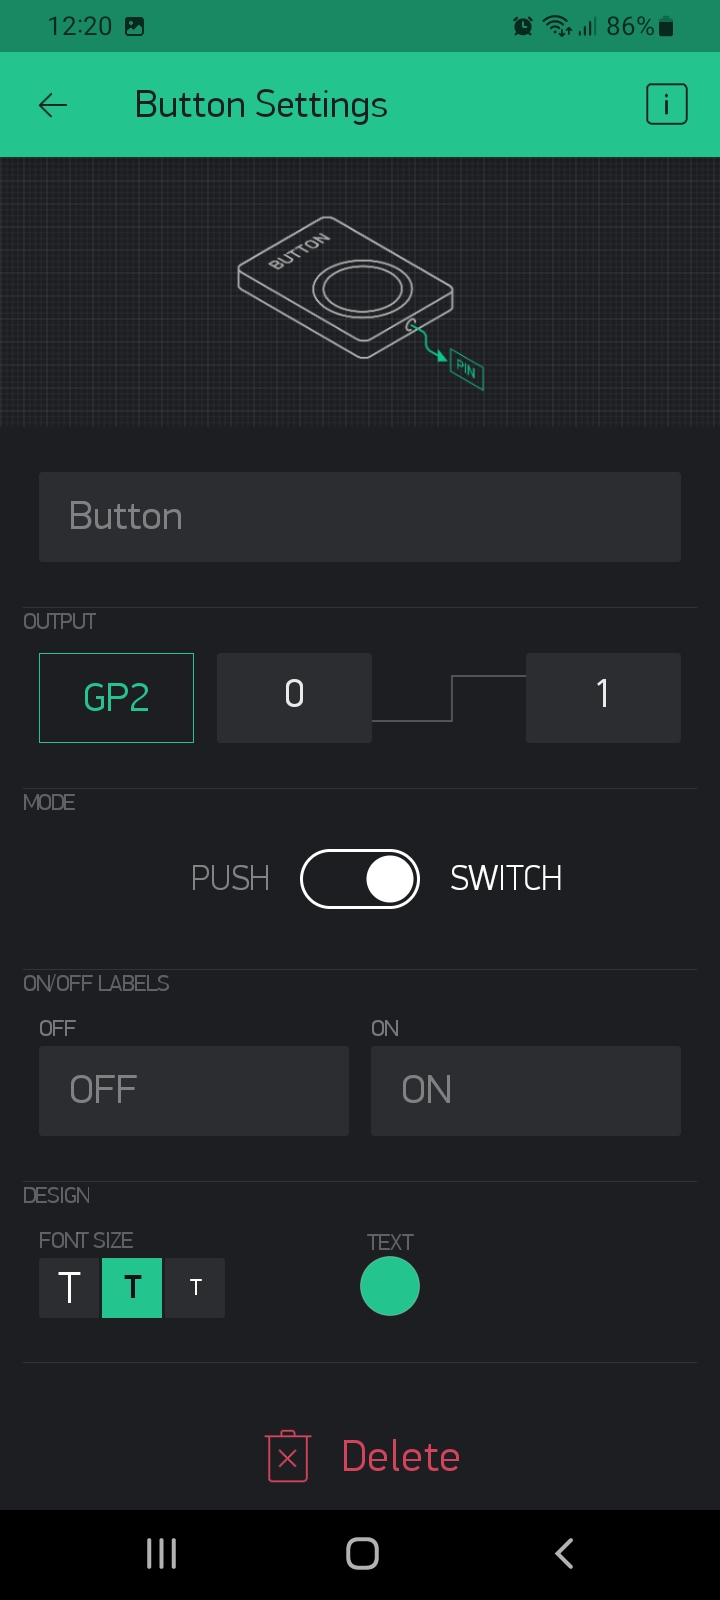 12:20 86%
Button Settings
i
BUTTON
PIN
Button
OUTPUT
GP2 0 1
MODE
PUSH SWITCH
ON/OFF LABELS
OFF ON
OFF ON
DESIGN
FONT SIZE TEXT
T T T
Delete